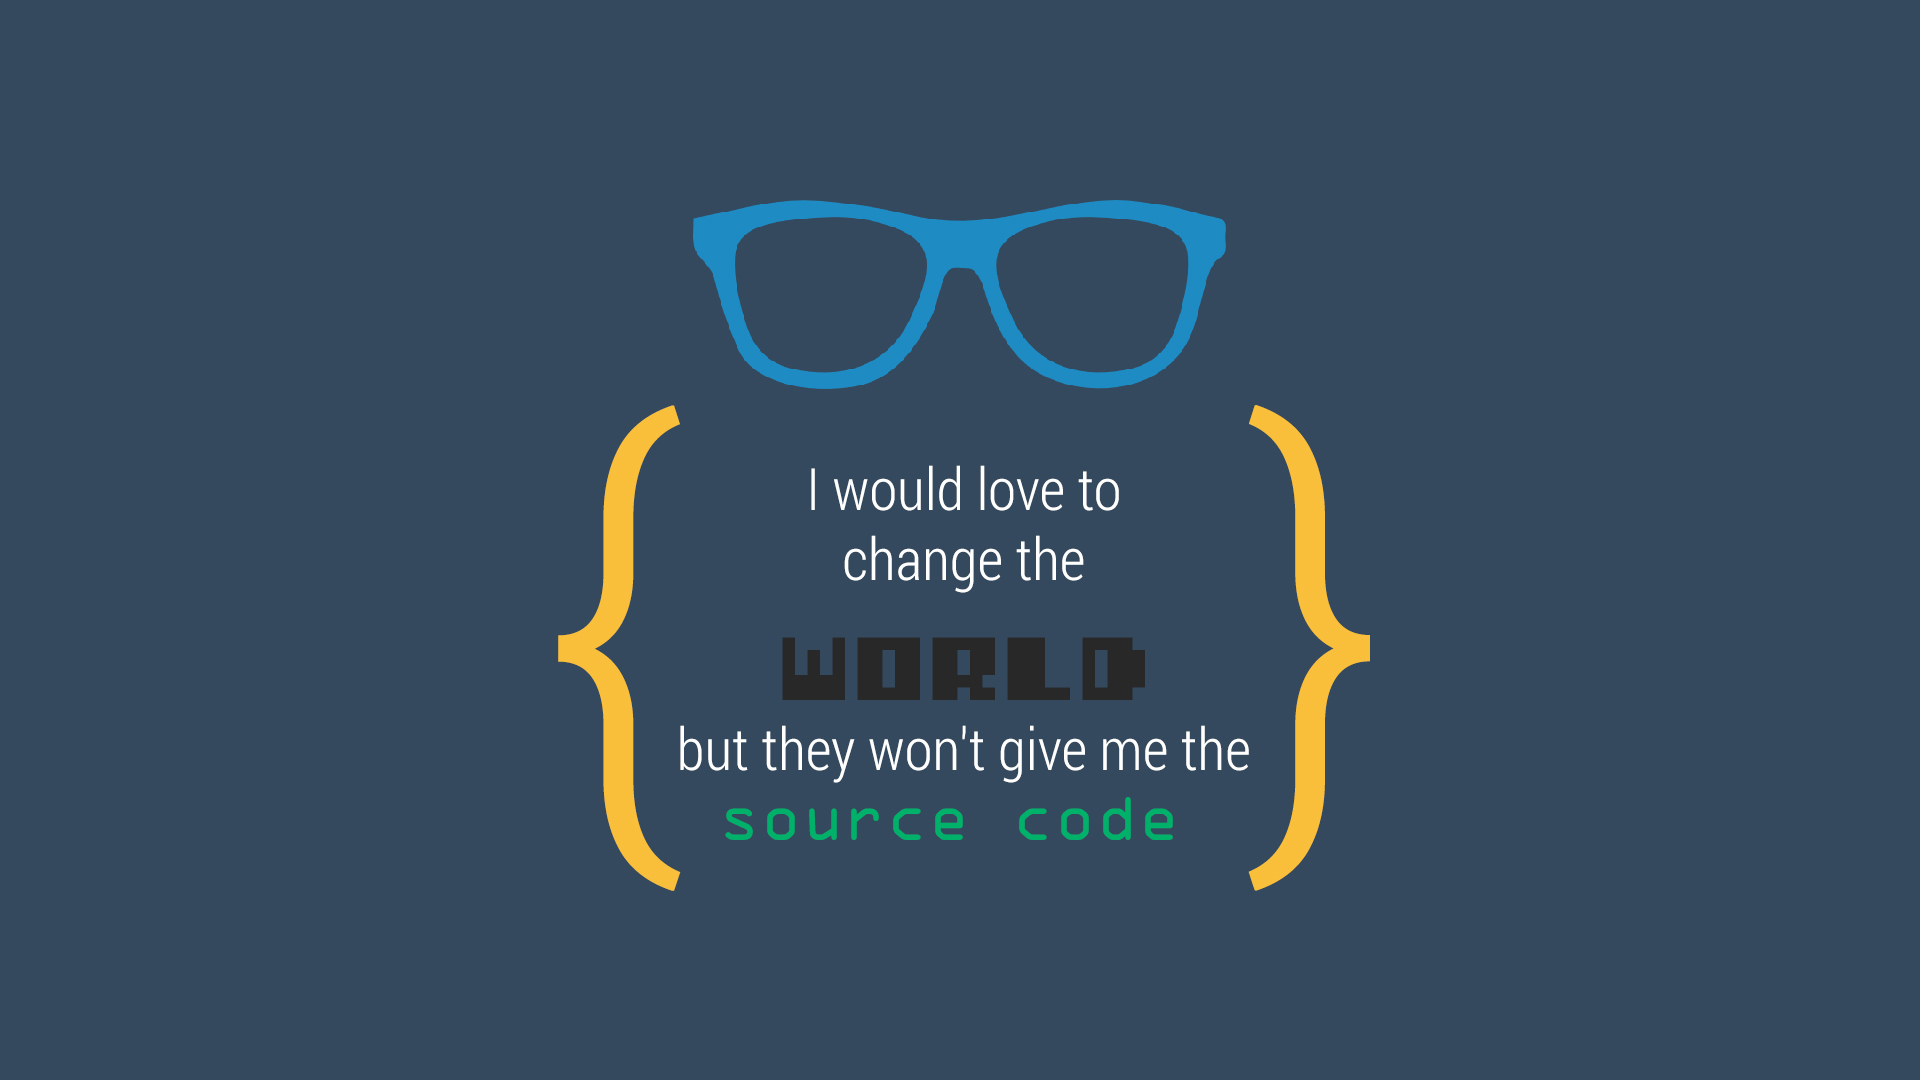 { }
I would love to
change the
WORLD
but they won't give me the
source code